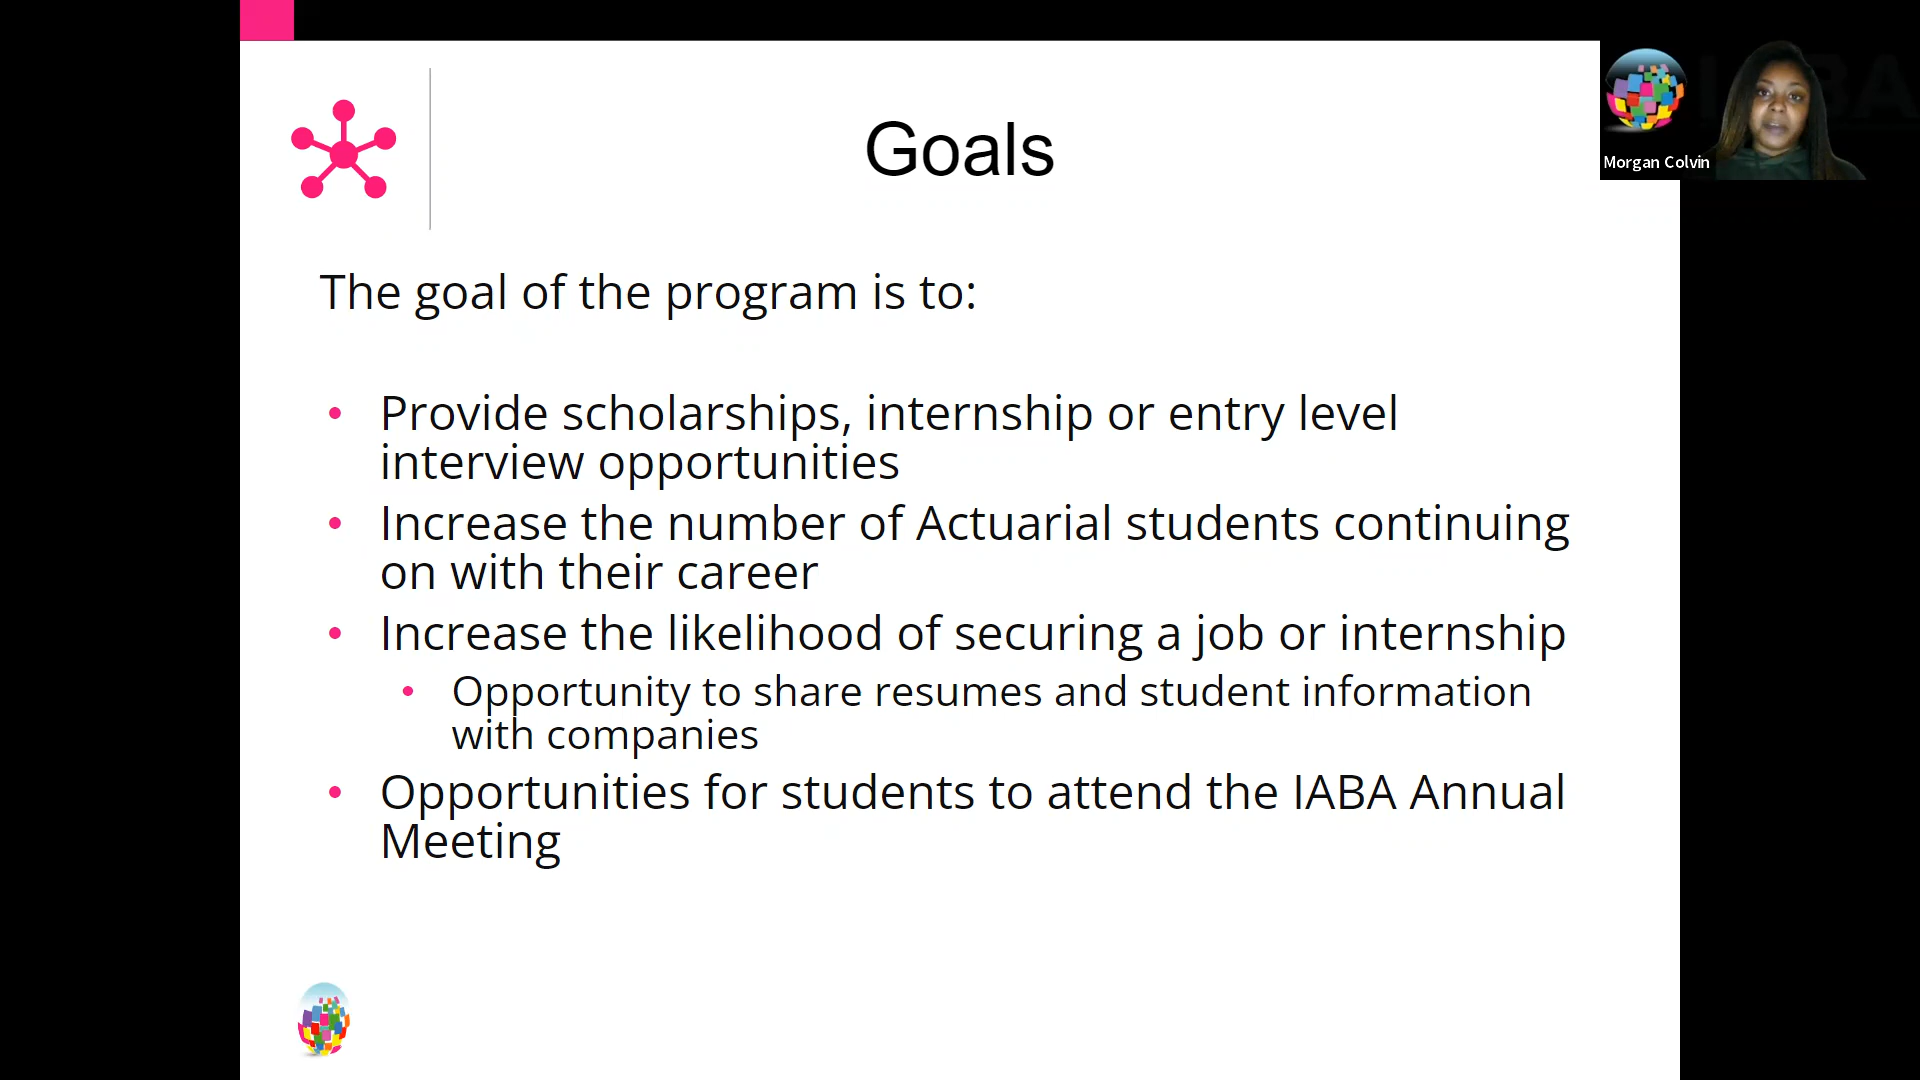 Goals
IABA
Morgan Colvin
The goal of the program is to:
• Provide scholarships, internship or entry level
interview opportunities
• Increase the number of Actuarial students continuing
on with their career
• Increase the likelihood of securing a job or internship
• Opportunity to share resumes and student information
with companies
• Opportunities for students to attend the IABA Annual
Meeting